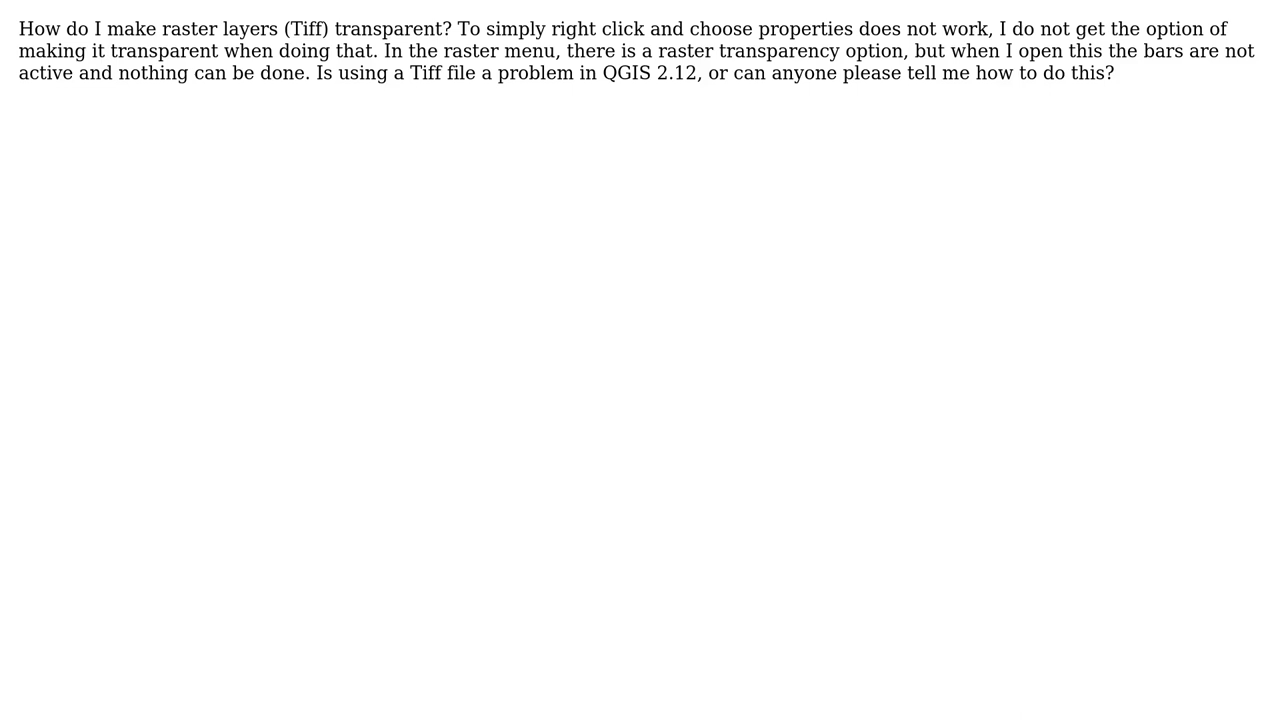 How do I make raster layers (Tiff) transparent? To simply right click and choose properties does not work, I do not get the option of
making it transparent when doing that. In the raster menu, there is a raster transparency option, but when I open this the bars are not
active and nothing can be done. Is using a Tiff file a problem in QGIS 2.12, or can anyone please tell me how to do this?